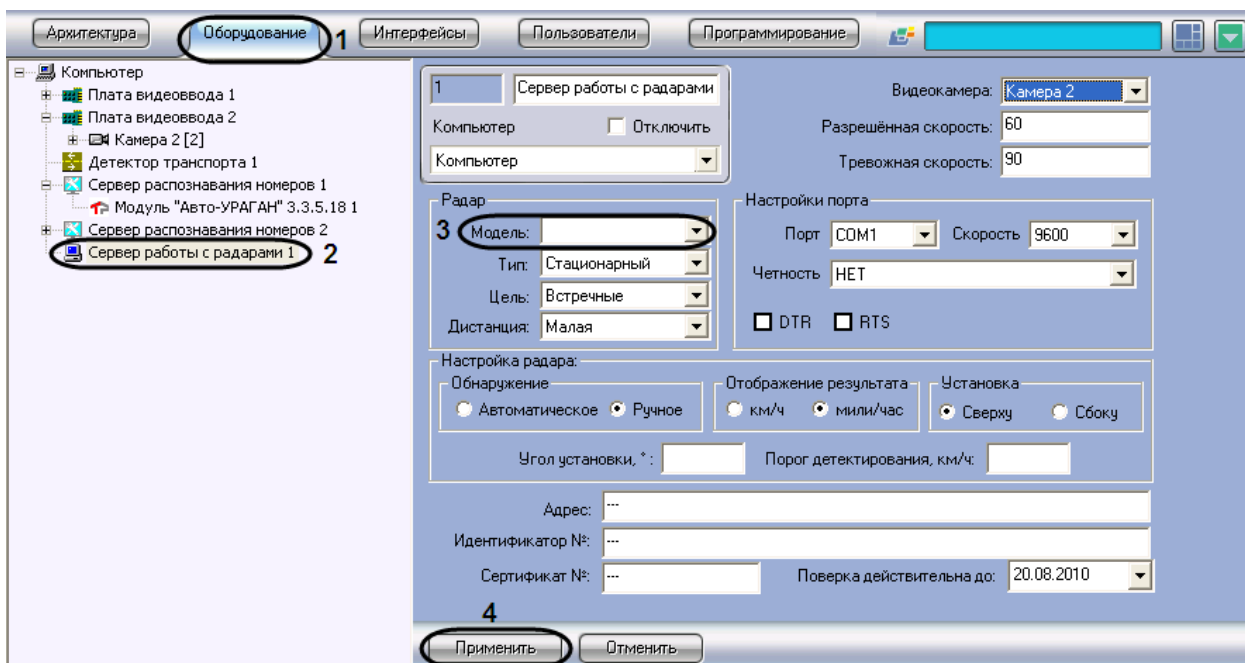 Архитектура Оборудование 1 Интерфейсы Пользователи Программирование
Компьютер
Плата видеоввода 1
Плата видеоввода 2
Камера 2 [2]
Детектор транспорта 1
Сервер распознавания номеров 1
Модуль "Авто-УРАГАН" 3.3.5.18 1
Сервер распознавания номеров 2
Сервер работы с радарами 1 2
1 Сервер работы с радарами
Компьютер Отключить
Компьютер
Видеокамера: Камера 2
Разрешённая скорость: 60
Тревожная скорость: 90
Радар
3 Модель:
Тип: Стационарный
Цель: Встречные
Дистанция: Малая
Настройки порта
Порт COM1 Скорость 9600
Четность НЕТ
DTR RTS
Настройка радара:
Обнаружение
Автоматическое Ручное
Отображение результата
км/ч мили/час
Установка
Сверху Сбоку
Угол установки, ° : Порог детектирования, км/ч:
Адрес: ---
Идентификатор №: ---
Сертификат №: --- Поверка действительна до: 20.08.2010
4
Применить Отменить